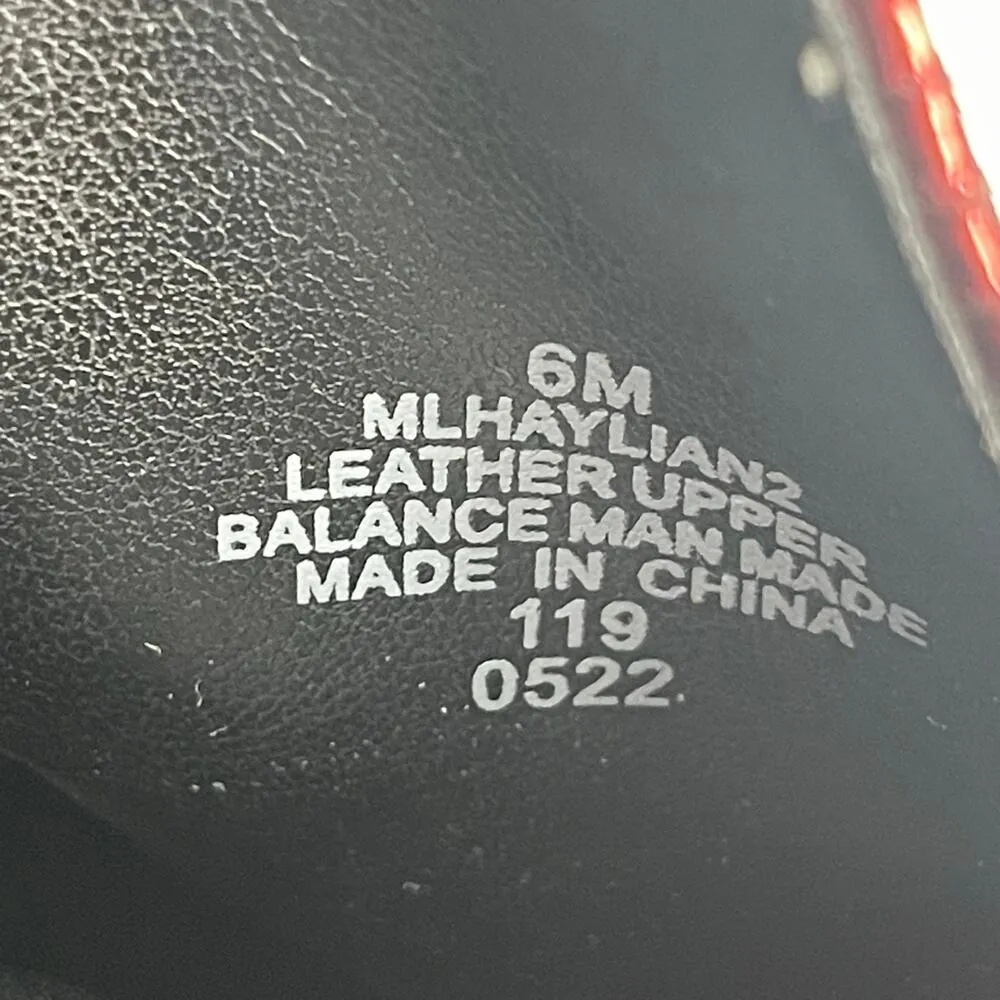 6M
MLHAYLIAN2
LEATHER UPPER
BALANCE MAN MADE
MADE IN CHINA
119
0522